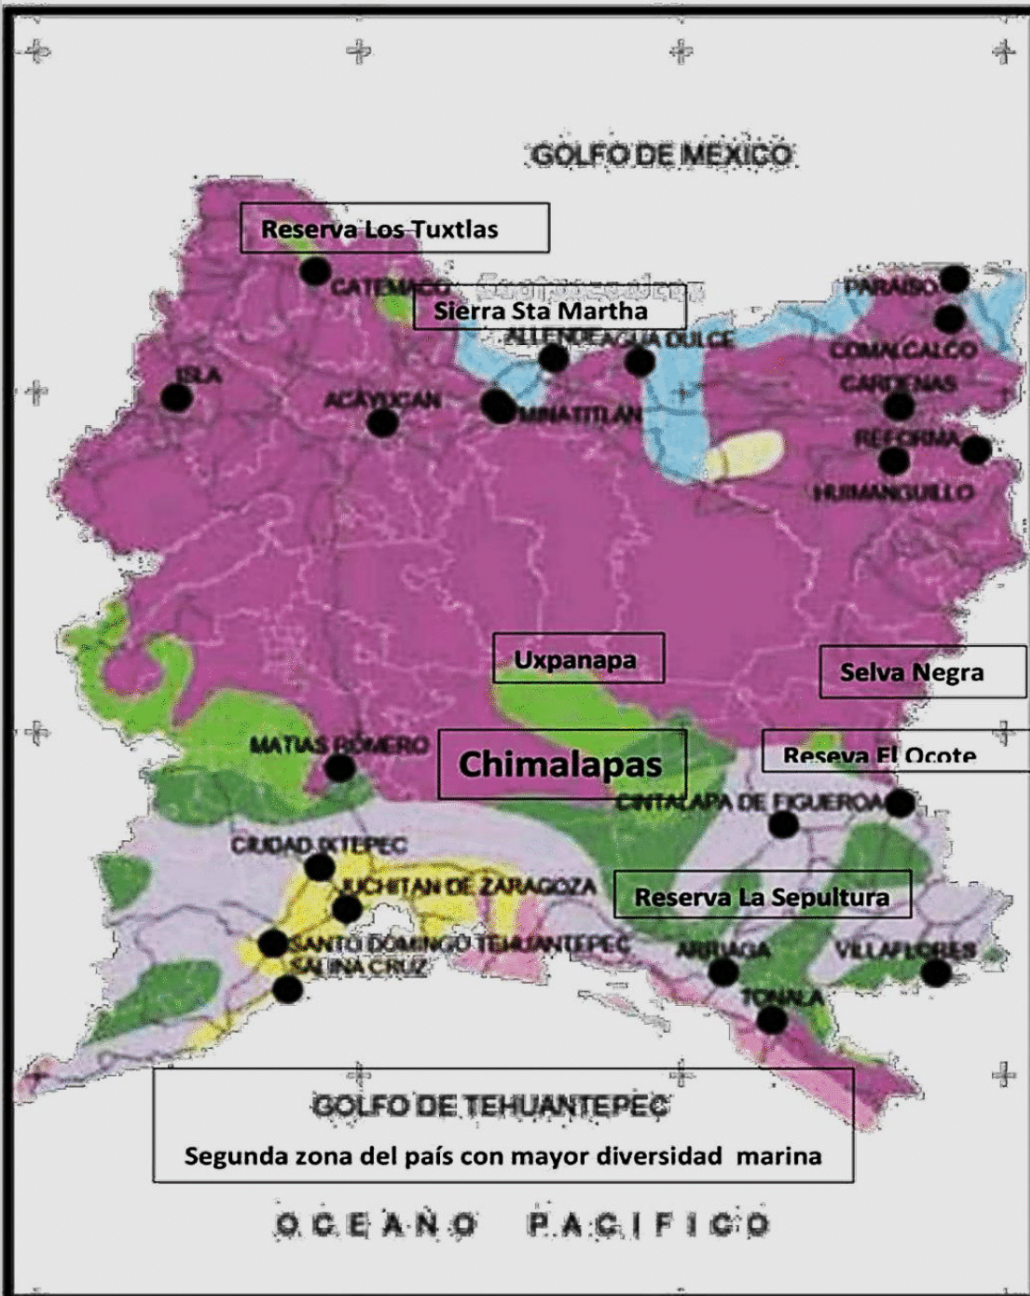 GOLFO DE MEXICO
Reserva Los Tuxtlas
CATEMACO
Sierra Sta Martha
PARAISO
ALLENDE
AGUA DULCE
COMALCALCO
ISLA
CARDENAS
ACAYUCAN
MINATITLAN
REFORMA
HUIMANGUILLO
Uxpanapa
Selva Negra
MATIAS ROMERO
Chimalapas
Reseva El Ocote
CINTALAPA DE FIGUEROA
CIUDAD IXTEPEC
JUCHITAN DE ZARAGOZA
Reserva La Sepultura
SANTO DOMINGO TEHUANTEPEC
ARRIAGA
VILLAFLORES
SALINA CRUZ
TONALA
GOLFO DE TEHUANTEPEC
Segunda zona del país con mayor diversidad marina
OCEANO PACIFICO